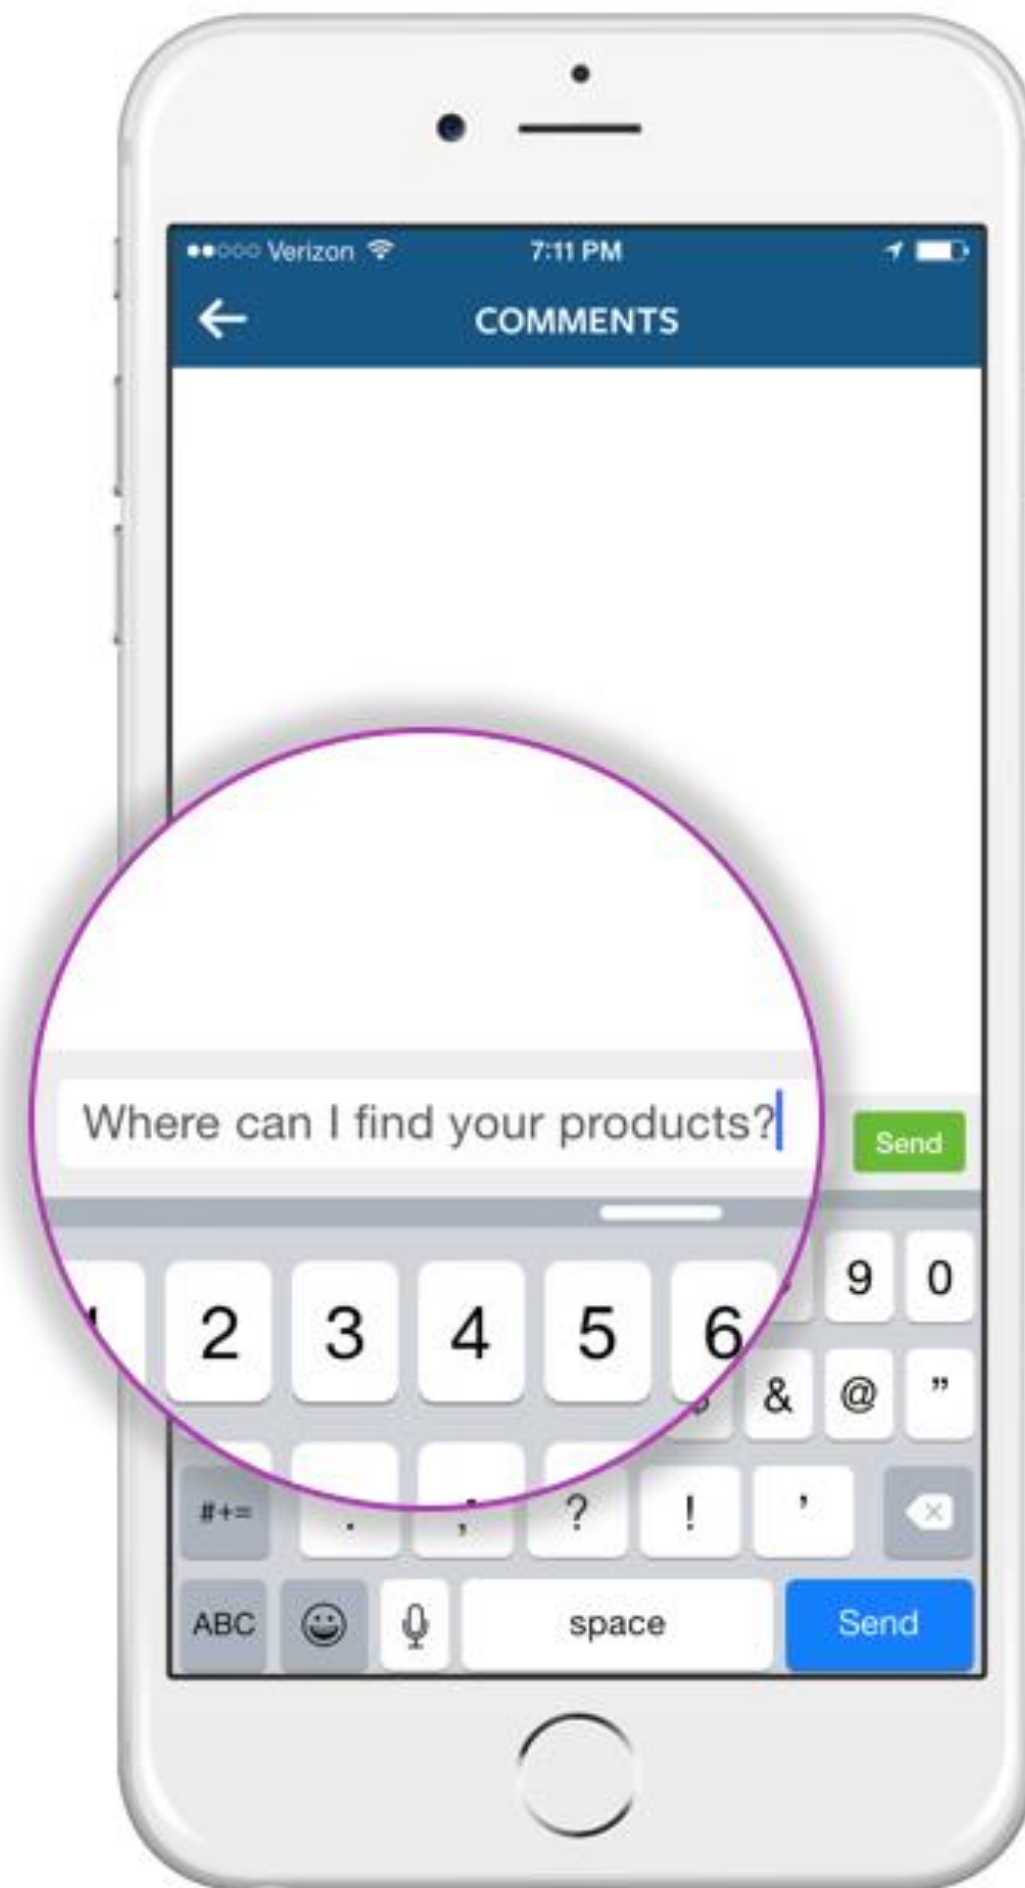 Verizon 7:11 PM
COMMENTS
Where can I find your products?
Send
2 3 4 5 6 9 0
& @ ”
#+= . ? ! ’
ABC space Send